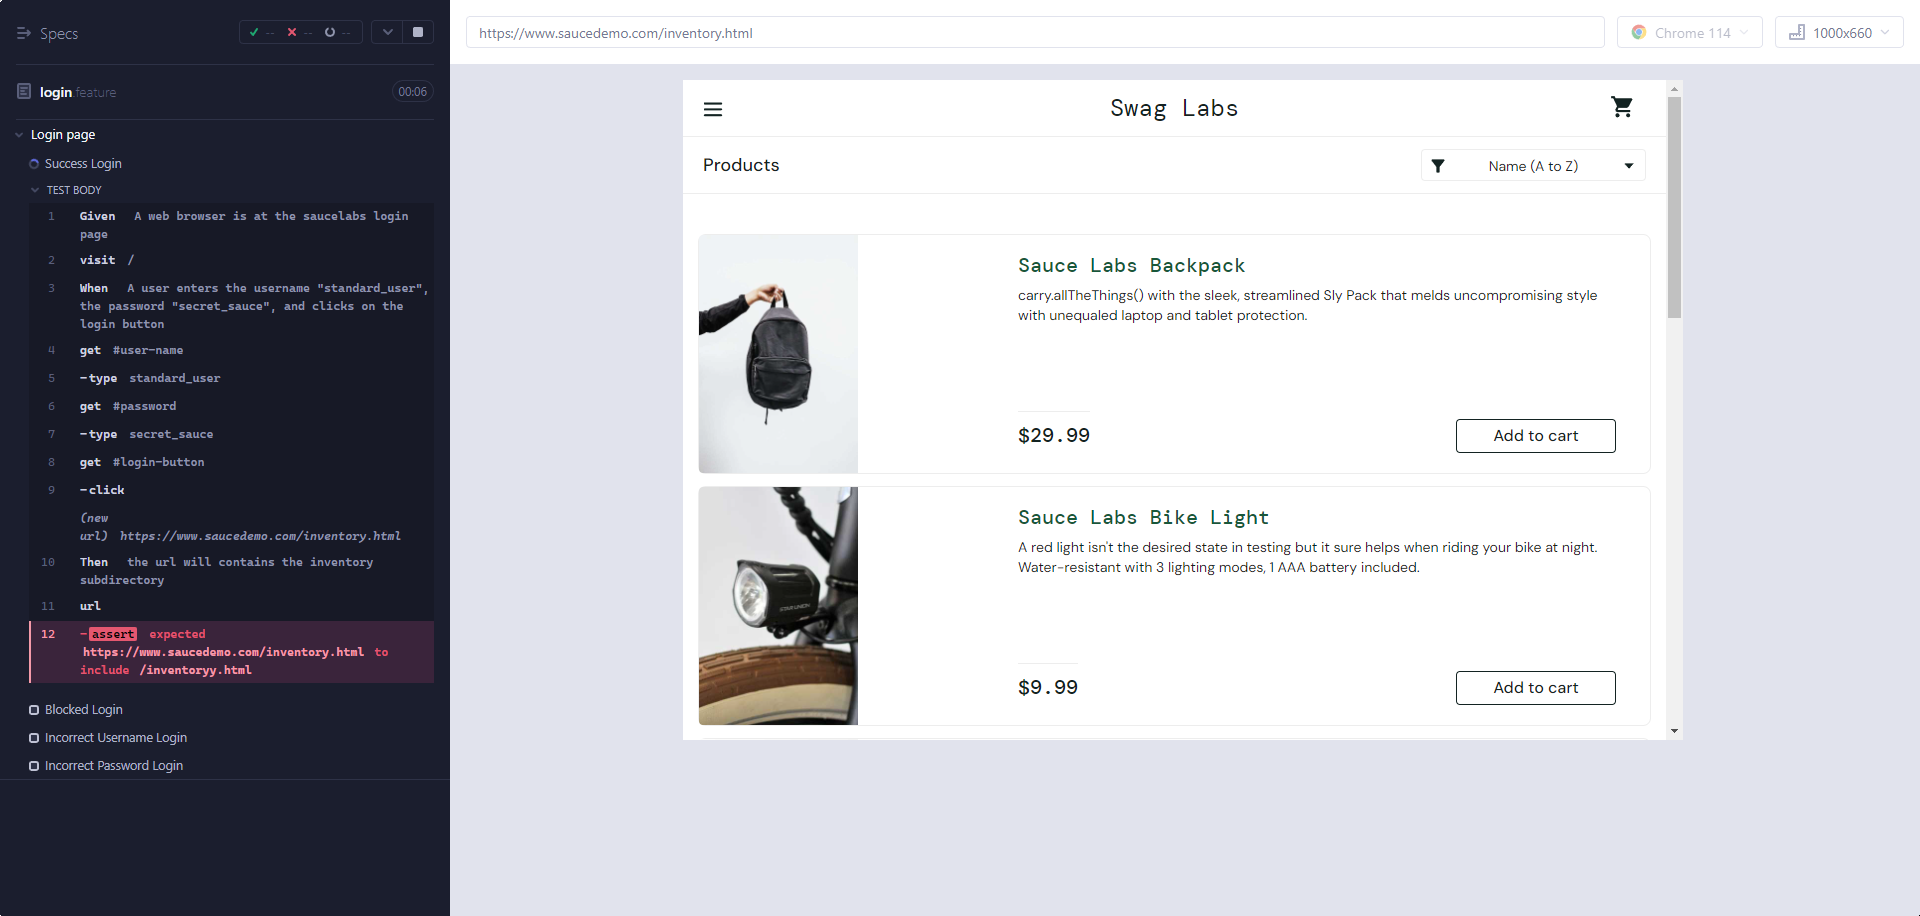 Specs
-- -- --
login.feature
00:06
Login page
Success Login
TEST BODY
1 Given A web browser is at the saucelabs login
page
2 visit /
3 When A user enters the username "standard_user",
the password "secret_sauce", and clicks on the
login button
4 get #user-name
5 -type standard_user
6 get #password
7 -type secret_sauce
8 get #login-button
9 -click
(new
url) https://www.saucedemo.com/inventory.html
10 Then the url will contains the inventory
subdirectory
11 url
12 -assert expected
https://www.saucedemo.com/inventory.html to
include /inventoryy.html
Blocked Login
Incorrect Username Login
Incorrect Password Login
https://www.saucedemo.com/inventory.html
Chrome 114
1000x660
Swag Labs
Products
Name (A to Z)
Sauce Labs Backpack
carry.allTheThings() with the sleek, streamlined Sly Pack that melds uncompromising style
with unequaled laptop and tablet protection.
$29.99
Add to cart
Sauce Labs Bike Light
A red light isn't the desired state in testing but it sure helps when riding your bike at night.
Water-resistant with 3 lighting modes, 1 AAA battery included.
$9.99
Add to cart